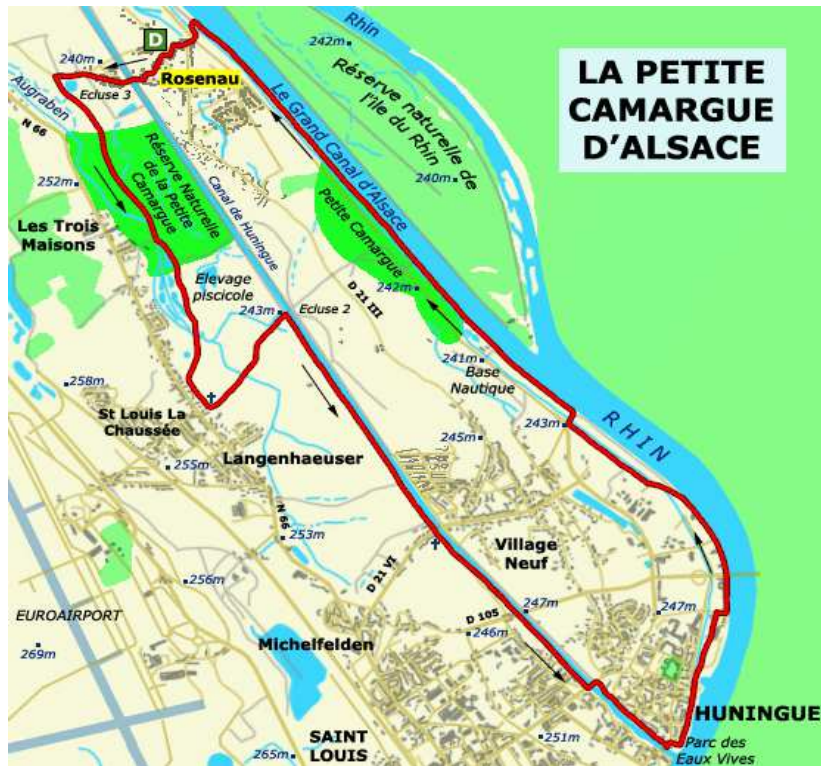 Rhin
D
240m
242m
LA PETITE
CAMARGUE
D'ALSACE
Rosenau
Ecluse 3
Augraben
N 66
Le Grand Canal d'Alsace
Réserve naturelle de
l'île du Rhin
240m
Réserve Naturelle
de la Petite
Camargue
252m
Canal de Huningue
Petite Camargue
Les Trois
Maisons
Elevage
piscicole
242m
D 21 III
243m
Ecluse 2
241m
Base
Nautique
258m
St Louis La
Chaussée
243m
RHIN
245m
Langenhaeuser
255m
N 66
253m
Village
Neuf
D 21 VI
256m
EUROAIRPORT
247m
247m
D 105
246m
269m
Michelfelden
HUNINGUE
SAINT
LOUIS
251m
265m
Parc des
Eaux Vives